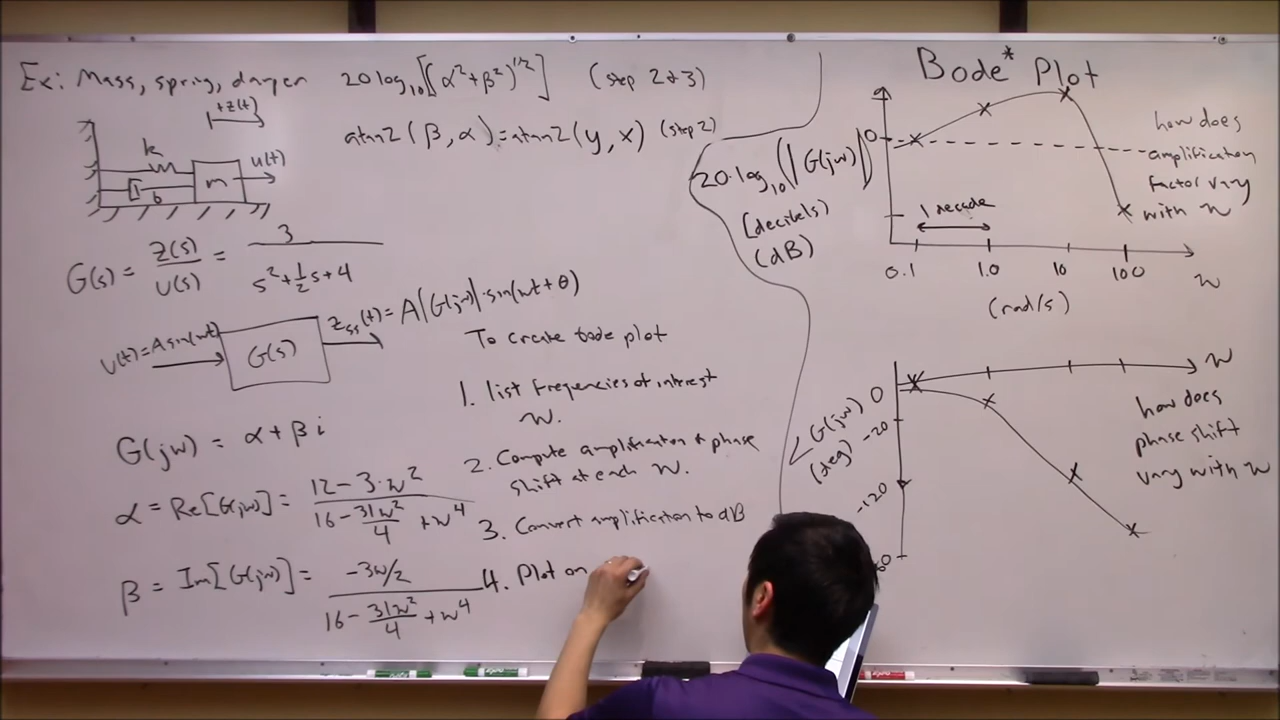 Ex: Mass, spring, damper
20 log₁₀[(α²+β²)^{1/2}] (step 2+3)
atan2(β,α)=atan2(y,x) (step 2)
+z(t)
k
b
m
u(t)
G(s) = Z(s)/U(s) = 3/(s²+½s+4)
u(t)=Asin(wt)
G(s)
z_ss(t)=A|G(jw)|·sin(wt+θ)
G(jw) = α+βi
α = Re[G(jw)] = (12-3·w²)/(16-31w²/4+w⁴)
β = Im[G(jw)] = (-3w/2)/(16-31w²/4+w⁴)
To create bode plot
1. list frequencies of interest
w.
2. Compute amplification + phase
shift at each w.
3. Convert amplification to dB
4. Plot on
Bode* Plot
20·log₁₀(|G(jw)|)
(decibels)
(dB)
0
1 decade
0.1 1.0 10 100 w
(rad/s)
how does
amplification
factor vary
with w
∠G(jw)
(deg)
0
-20
-120
w
how does
phase shift
vary with w